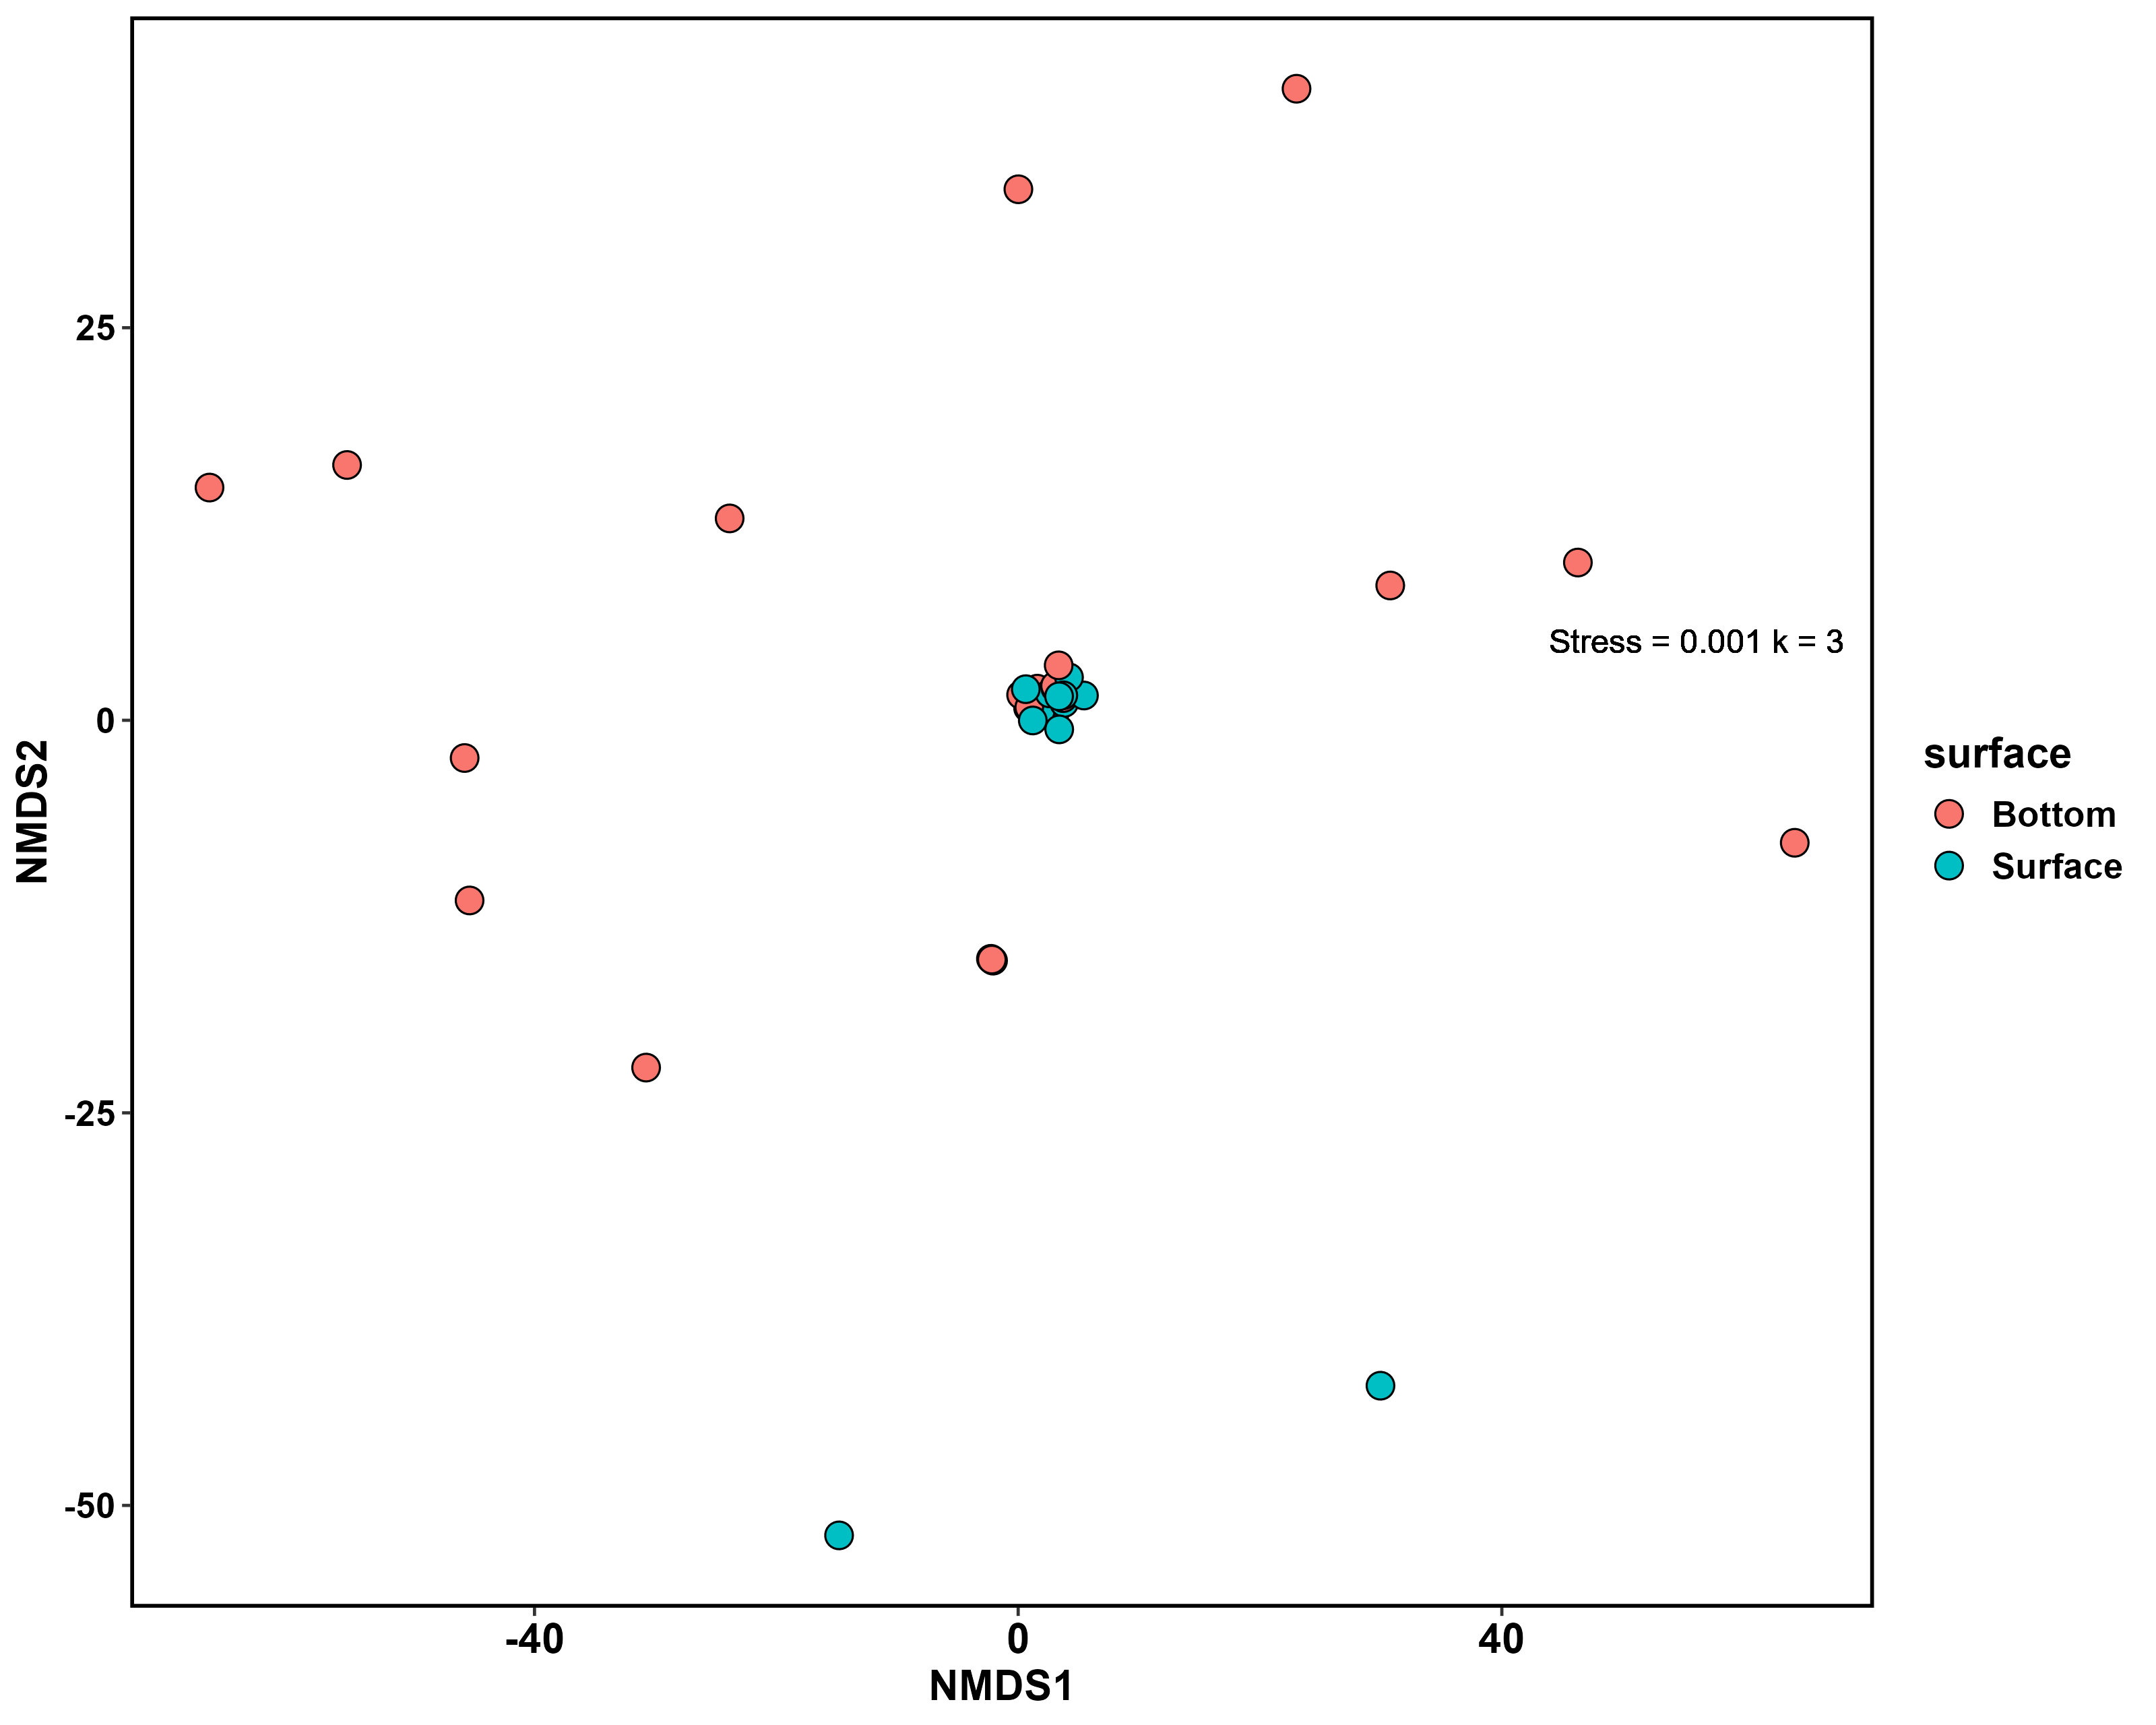 25
0
-25
-50
NMDS2
-40 0 40
NMDS1
Stress = 0.001 k = 3
surface
Bottom
Surface